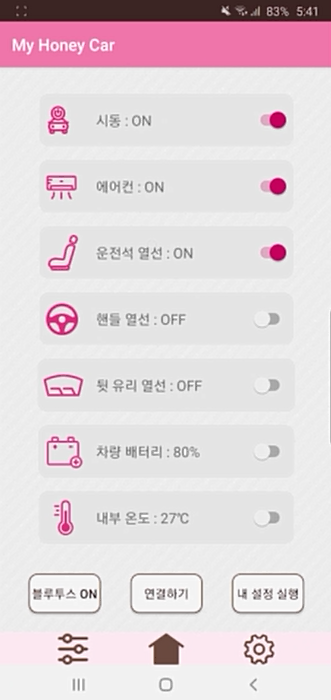 83% 5:41
My Honey Car
시동 : ON
에어컨 : ON
운전석 열선 : ON
핸들 열선 : OFF
뒷 유리 열선 : OFF
차량 배터리 : 80%
내부 온도 : 27℃
블루투스 ON 연결하기 내 설정 실행